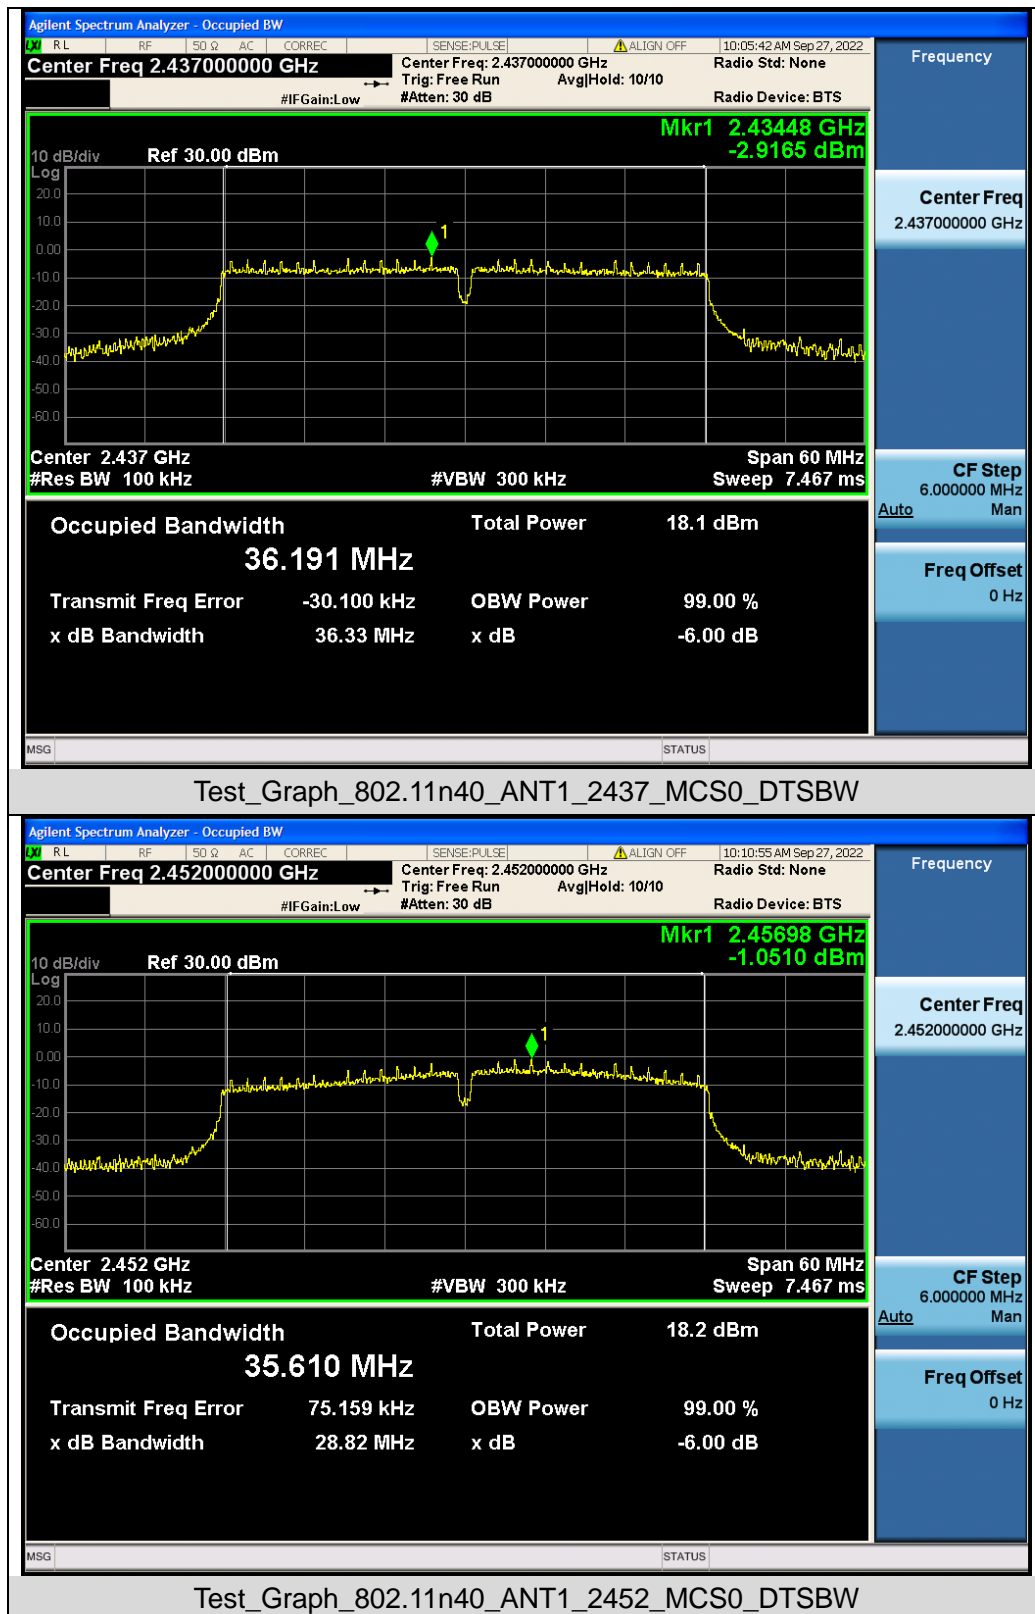 Agilent Spectrum Analyzer - Occupied BW
LXI RL RF 50 Ω AC CORREC SENSE:PULSE ALIGN OFF 10:05:42 AM Sep 27, 2022
Center Freq 2.437000000 GHz
Center Freq: 2.437000000 GHz Radio Std: None
Trig: Free Run Avg|Hold: 10/10
#IFGain:Low #Atten: 30 dB Radio Device: BTS
Frequency
Mkr1 2.43448 GHz
-2.9165 dBm
10 dB/div Ref 30.00 dBm
Log
20.0
10.0
0.00
-10.0
-20.0
-30.0
-40.0
-50.0
-60.0
1
Center 2.437 GHz Span 60 MHz
#Res BW 100 kHz #VBW 300 kHz Sweep 7.467 ms
Center Freq
2.437000000 GHz
CF Step
6.000000 MHz
Auto Man
Freq Offset
0 Hz
Occupied Bandwidth Total Power 18.1 dBm
36.191 MHz
Transmit Freq Error -30.100 kHz OBW Power 99.00 %
x dB Bandwidth 36.33 MHz x dB -6.00 dB
MSG STATUS
Test_Graph_802.11n40_ANT1_2437_MCS0_DTSBW
Agilent Spectrum Analyzer - Occupied BW
LXI RL RF 50 Ω AC CORREC SENSE:PULSE ALIGN OFF 10:10:55 AM Sep 27, 2022
Center Freq 2.452000000 GHz
Center Freq: 2.452000000 GHz Radio Std: None
Trig: Free Run Avg|Hold: 10/10
#IFGain:Low #Atten: 30 dB Radio Device: BTS
Frequency
Mkr1 2.45698 GHz
-1.0510 dBm
10 dB/div Ref 30.00 dBm
Log
20.0
10.0
0.00
-10.0
-20.0
-30.0
-40.0
-50.0
-60.0
1
Center 2.452 GHz Span 60 MHz
#Res BW 100 kHz #VBW 300 kHz Sweep 7.467 ms
Center Freq
2.452000000 GHz
CF Step
6.000000 MHz
Auto Man
Freq Offset
0 Hz
Occupied Bandwidth Total Power 18.2 dBm
35.610 MHz
Transmit Freq Error 75.159 kHz OBW Power 99.00 %
x dB Bandwidth 28.82 MHz x dB -6.00 dB
MSG STATUS
Test_Graph_802.11n40_ANT1_2452_MCS0_DTSBW